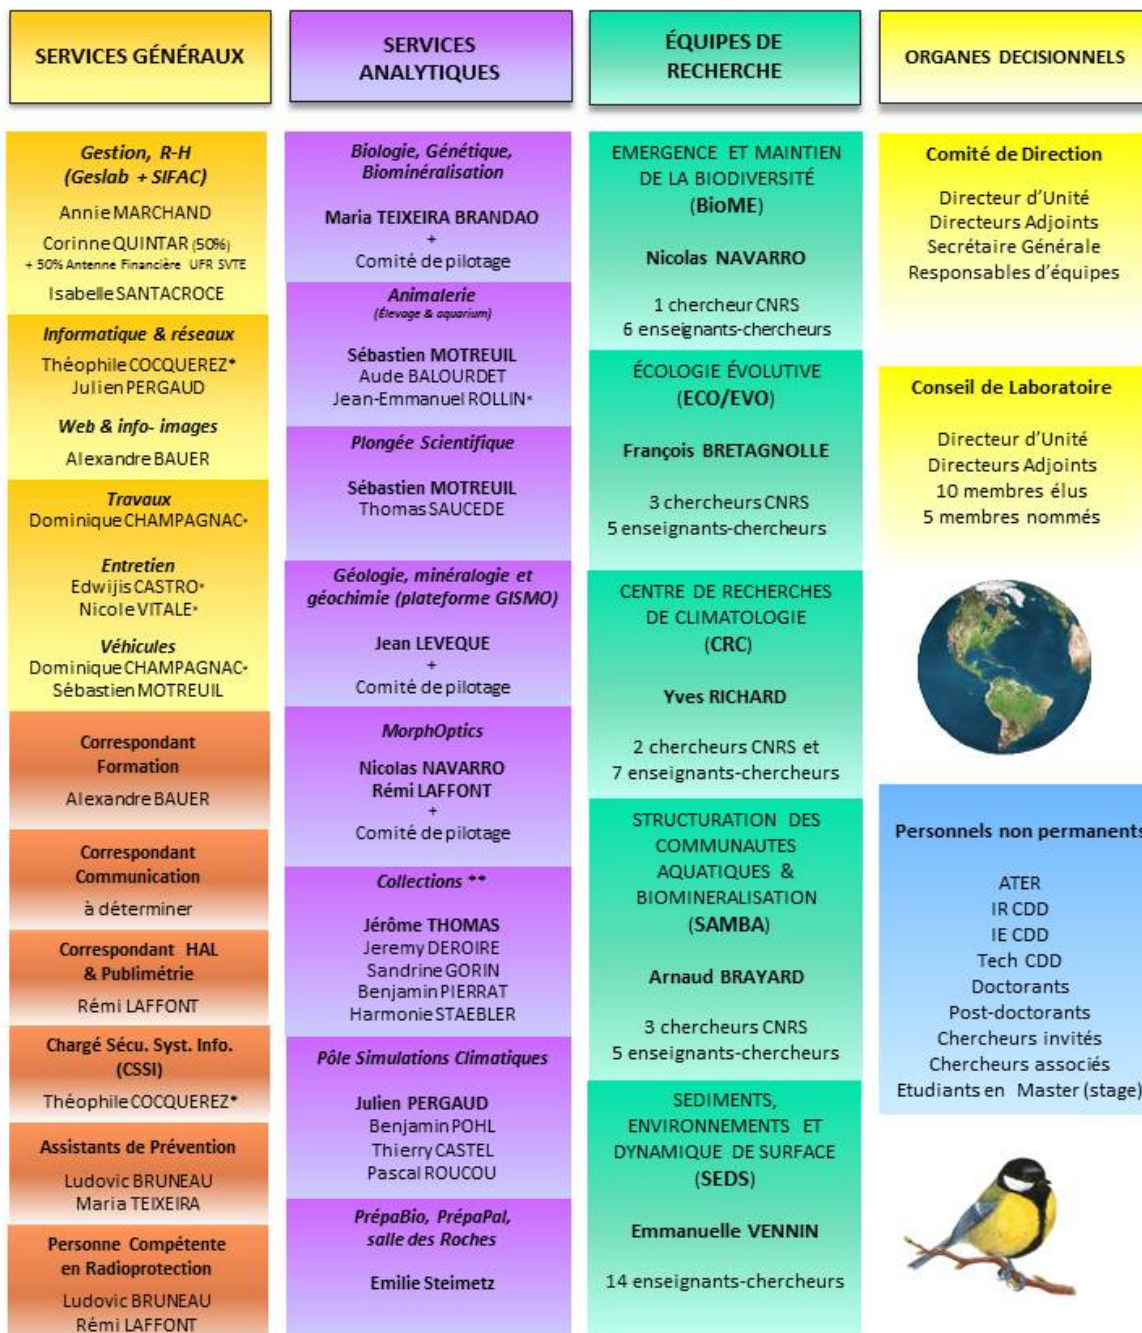 SERVICES GÉNÉRAUX
Gestion, R-H
(Geslab + SIFAC)
Annie MARCHAND
Corinne QUINTAR (50%)
+ 50% Antenne Financière UFR SVTE
Isabelle SANTACROCE
Informatique & réseaux
Théophile COCQUEREZ*
Julien PERGAUD
Web & info- images
Alexandre BAUER
Travaux
Dominique CHAMPAGNAC*
Entretien
Edwijis CASTRO*
Nicole VITALE*
Véhicules
Dominique CHAMPAGNAC*
Sébastien MOTREUIL
Correspondant
Formation
Alexandre BAUER
Correspondant
Communication
à déterminer
Correspondant HAL
& Publimétrie
Rémi LAFFONT
Chargé Sécu. Syst. Info.
(CSSI)
Théophile COCQUEREZ*
Assistants de Prévention
Ludovic BRUNEAU
Maria TEIXEIRA
Personne Compétente
en Radioprotection
Ludovic BRUNEAU
Rémi LAFFONT
SERVICES
ANALYTIQUES
Biologie, Génétique,
Biominéralisation
Maria TEIXEIRA BRANDAO
+
Comité de pilotage
Animalerie
(Élevage & aquarium)
Sébastien MOTREUIL
Aude BALOURDET
Jean-Emmanuel ROLLIN*
Plongée Scientifique
Sébastien MOTREUIL
Thomas SAUCEDE
Géologie, minéralogie et
géochimie (plateforme GISMO)
Jean LEVEQUE
+
Comité de pilotage
MorphOptics
Nicolas NAVARRO
Rémi LAFFONT
+
Comité de pilotage
Collections **
Jérôme THOMAS
Jeremy DEROIRE
Sandrine GORIN
Benjamin PIERRAT
Harmonie STAEBLER
Pôle Simulations Climatiques
Julien PERGAUD
Benjamin POHL
Thierry CASTEL
Pascal ROUCOU
PrépaBio, PrépaPal,
salle des Roches
Emilie Steimetz
ÉQUIPES DE
RECHERCHE
EMERGENCE ET MAINTIEN
DE LA BIODIVERSITÉ
(BioME)
Nicolas NAVARRO
1 chercheur CNRS
6 enseignants-chercheurs
ÉCOLOGIE ÉVOLUTIVE
(ECO/EVO)
François BRETAGNOLLE
3 chercheurs CNRS
5 enseignants-chercheurs
CENTRE DE RECHERCHES
DE CLIMATOLOGIE
(CRC)
Yves RICHARD
2 chercheurs CNRS et
7 enseignants-chercheurs
STRUCTURATION DES
COMMUNAUTES
AQUATIQUES &
BIOMINERALISATION
(SAMBA)
Arnaud BRAYARD
3 chercheurs CNRS
5 enseignants-chercheurs
SEDIMENTS,
ENVIRONNEMENTS ET
DYNAMIQUE DE SURFACE
(SEDS)
Emmanuelle VENNIN
14 enseignants-chercheurs
ORGANES DECISIONNELS
Comité de Direction
Directeur d'Unité
Directeurs Adjoints
Secrétaire Générale
Responsables d'équipes
Conseil de Laboratoire
Directeur d'Unité
Directeurs Adjoints
10 membres élus
5 membres nommés
Personnels non permanents
ATER
IR CDD
IE CDD
Tech CDD
Doctorants
Post-doctorants
Chercheurs invités
Chercheurs associés
Etudiants en Master (stage)